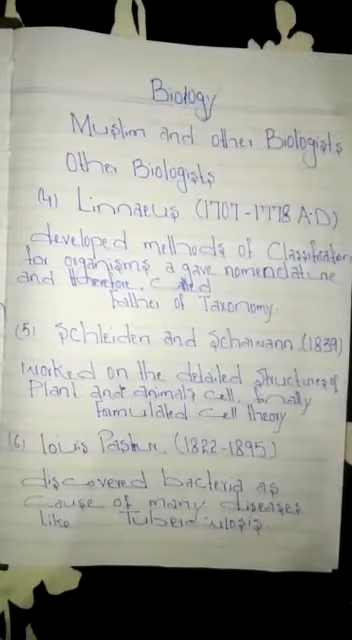 Biology
Muslim and other Biologists
Other Biologists
(4) Linnaeus (1707-1778 A.D)
developed methods of Classification
for organisms a gave nomenclature
and therefore called
Father of Taxonomy
(5) Schleiden and Schawann (1839)
worked on the detailed structures of
Plant and animals cell, finally
Formulated cell theory
(6) louis Pastur (1822-1895)
discovered bacteria as
cause of many diseases
like Tuberculosis